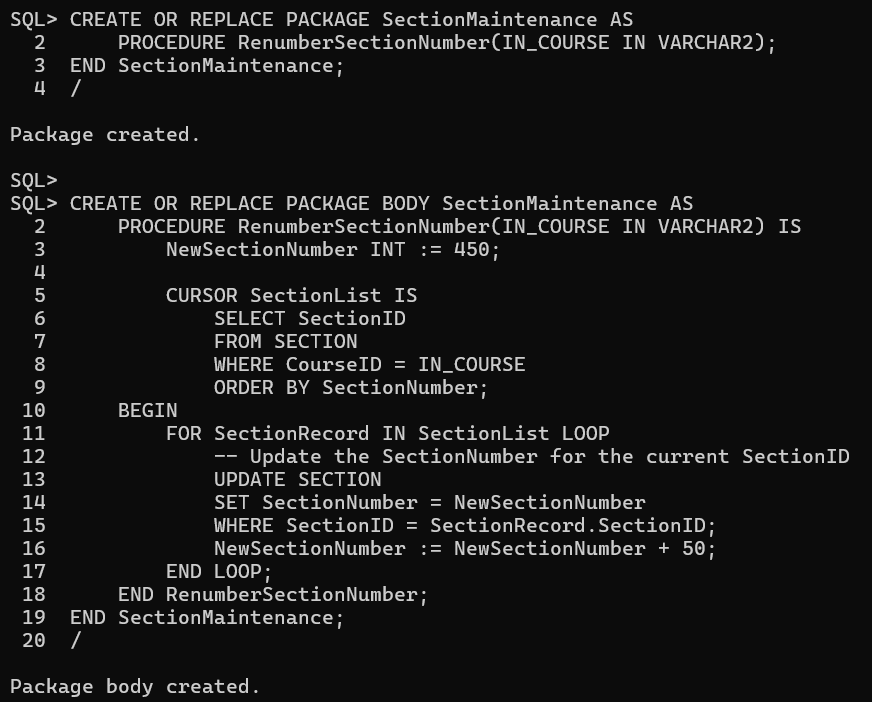 SQL> CREATE OR REPLACE PACKAGE SectionMaintenance AS
  2      PROCEDURE RenumberSectionNumber(IN_COURSE IN VARCHAR2);
  3  END SectionMaintenance;
  4  /
Package created.
SQL>
SQL> CREATE OR REPLACE PACKAGE BODY SectionMaintenance AS
  2      PROCEDURE RenumberSectionNumber(IN_COURSE IN VARCHAR2) IS
  3          NewSectionNumber INT := 450;
  4
  5          CURSOR SectionList IS
  6              SELECT SectionID
  7              FROM SECTION
  8              WHERE CourseID = IN_COURSE
  9              ORDER BY SectionNumber;
 10      BEGIN
 11          FOR SectionRecord IN SectionList LOOP
 12              -- Update the SectionNumber for the current SectionID
 13              UPDATE SECTION
 14              SET SectionNumber = NewSectionNumber
 15              WHERE SectionID = SectionRecord.SectionID;
 16              NewSectionNumber := NewSectionNumber + 50;
 17          END LOOP;
 18      END RenumberSectionNumber;
 19  END SectionMaintenance;
 20  /
Package body created.